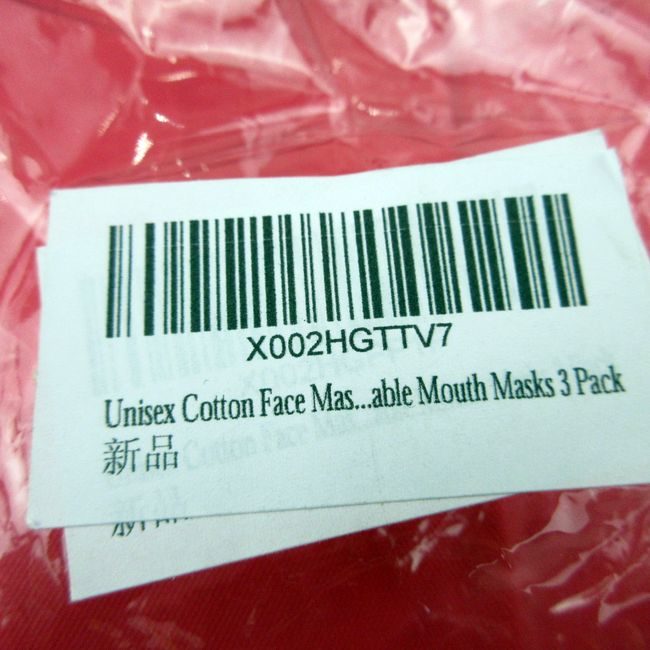 X002HGTTV7
Unisex Cotton Face Mas...able Mouth Masks 3 Pack
新品